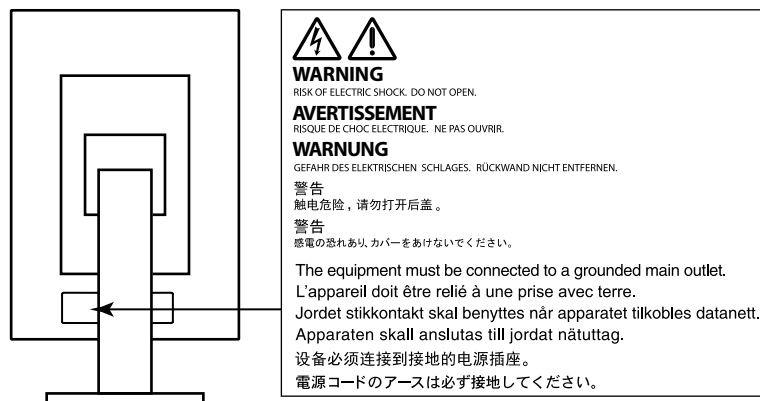 WARNING
RISK OF ELECTRIC SHOCK. DO NOT OPEN.
AVERTISSEMENT
RISQUE DE CHOC ELECTRIQUE. NE PAS OUVRIR.
WARNUNG
GEFAHR DES ELEKTRISCHEN SCHLAGES. RÜCKWAND NICHT ENTFERNEN.
警告
触电危险，请勿打开后盖。
警告
感電の恐れあり、カバーをあけないでください。
The equipment must be connected to a grounded main outlet.
L'appareil doit être relié à une prise avec terre.
Jordet stikkontakt skal benyttes når apparatet tilkobles datanett.
Apparaten skall anslutas till jordat nätuttag.
设备必须连接到接地的电源插座。
電源コードのアースは必ず接地してください。